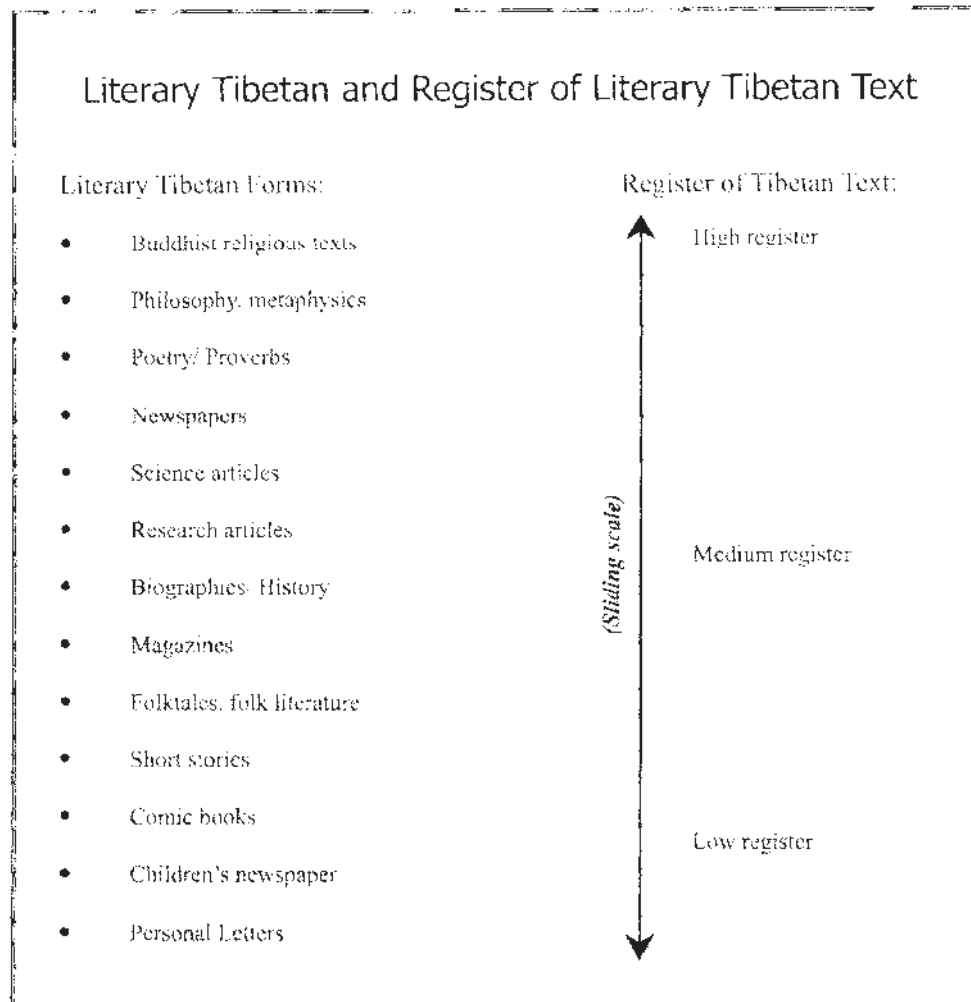 Literary Tibetan and Register of Literary Tibetan Text
Literary Tibetan Forms:
• Buddhist religious texts
• Philosophy, metaphysics
• Poetry/ Proverbs
• Newspapers
• Science articles
• Research articles
• Biographies- History
• Magazines
• Folktales, folk literature
• Short stories
• Comic books
• Children's newspaper
• Personal Letters
Register of Tibetan Text:
High register
(Sliding scale)
Medium register
Low register